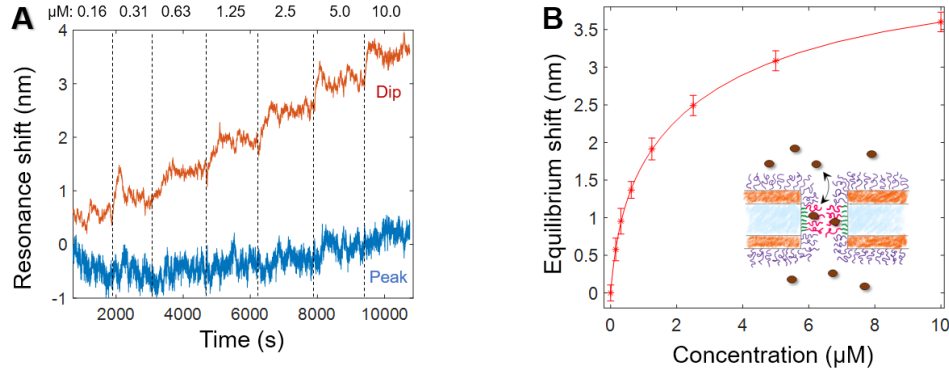 A
µM: 0.16 0.31 0.63 1.25 2.5 5.0 10.0
Resonance shift (nm)
4
3
2
1
0
-1
Dip
Peak
2000 4000 6000 8000 10000
Time (s)
B
Equilibrium shift (nm)
3.5
3
2.5
2
1.5
1
0.5
0
0 2 4 6 8 10
Concentration (µM)